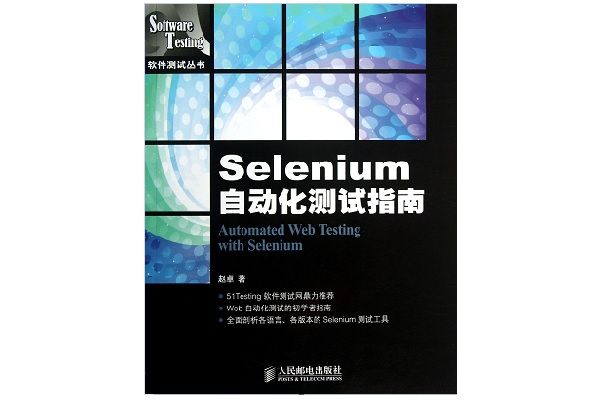 Software
Testing
软件测试丛书
Selenium
自动化测试指南
Automated Web Testing
with Selenium
赵卓 著
51Testing 软件测试网鼎力推荐
Web 自动化测试的初学者指南
全面剖析各语言、各版本的 Selenium 测试工具
人民邮电出版社
POSTS & TELECOM PRESS